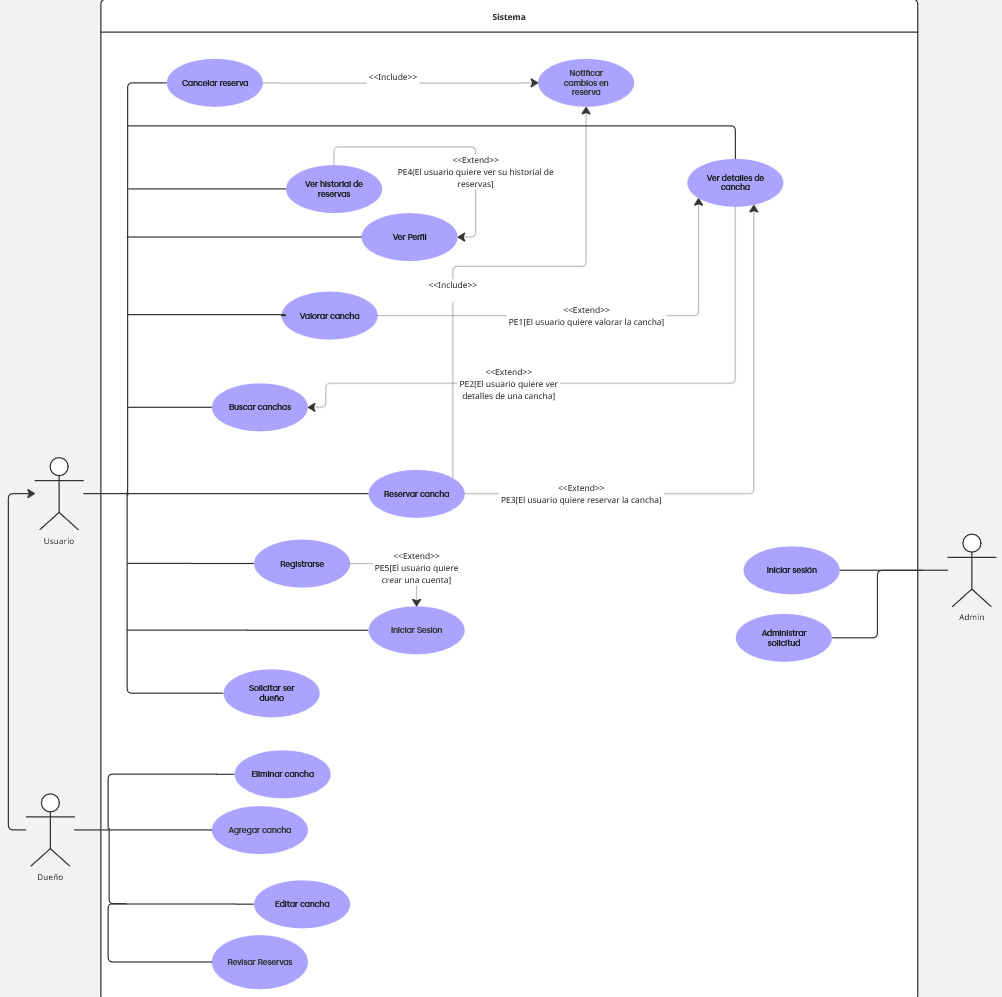 Sistema
Cancelar reserva
<<Include>>
Notificar
cambios en
reserva
<<Extend>>
PE4[El usuario quiere ver su historial de
reservas]
Ver historial de
reservas
Ver detalles de
cancha
Ver Perfil
<<Include>>
Valorar cancha
<<Extend>>
PE1[El usuario quiere valorar la cancha]
<<Extend>>
PE2[El usuario quiere ver
detalles de una cancha]
Buscar canchas
Reservar cancha
<<Extend>>
PE3[El usuario quiere reservar la cancha]
Usuario
Registrarse
<<Extend>>
PE5[El usuario quiere
crear una cuenta]
Iniciar sesión
Admin
Iniciar Sesion
Administrar
solicitud
Solicitar ser
dueño
Eliminar cancha
Agregar cancha
Dueño
Editar cancha
Revisar Reservas